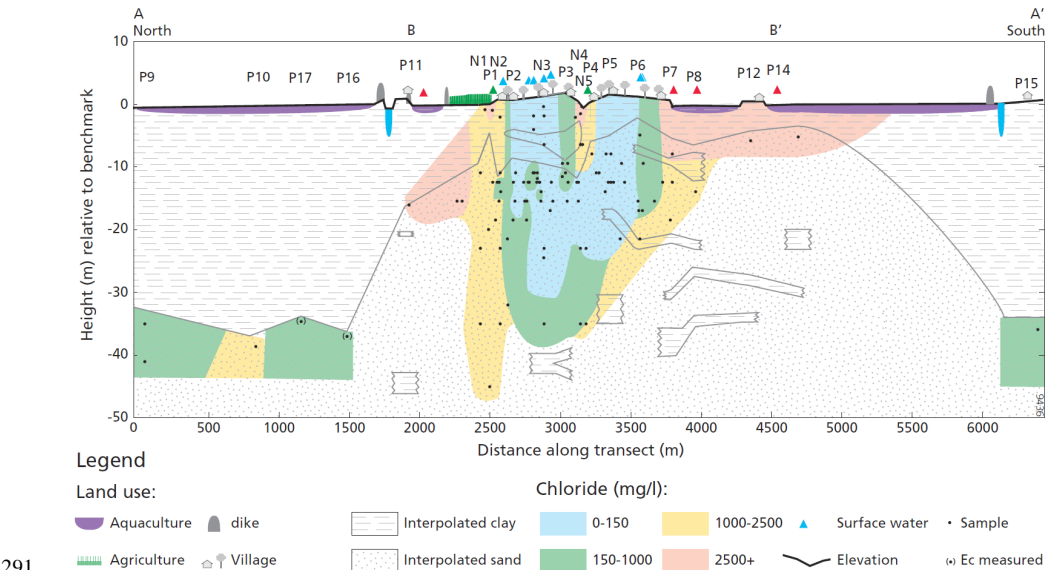 A A'
North B B' South
10
N4
N1 N2 N3 P5
P9 P10 P17 P16 P11 P1 P2 P3 P4 P6 P7 P8 P12 P14 P15
N5
0
-10
-20
-30
-40
-50
Height (m) relative to benchmark
9436
0 500 1000 1500 2000 2500 3000 3500 4000 4500 5000 5500 6000
Distance along transect (m)
Legend
Land use: Chloride (mg/l):
Aquaculture dike Interpolated clay 0-150 1000-2500 Surface water Sample
291 Agriculture Village Interpolated sand 150-1000 2500+ Elevation (•) Ec measured